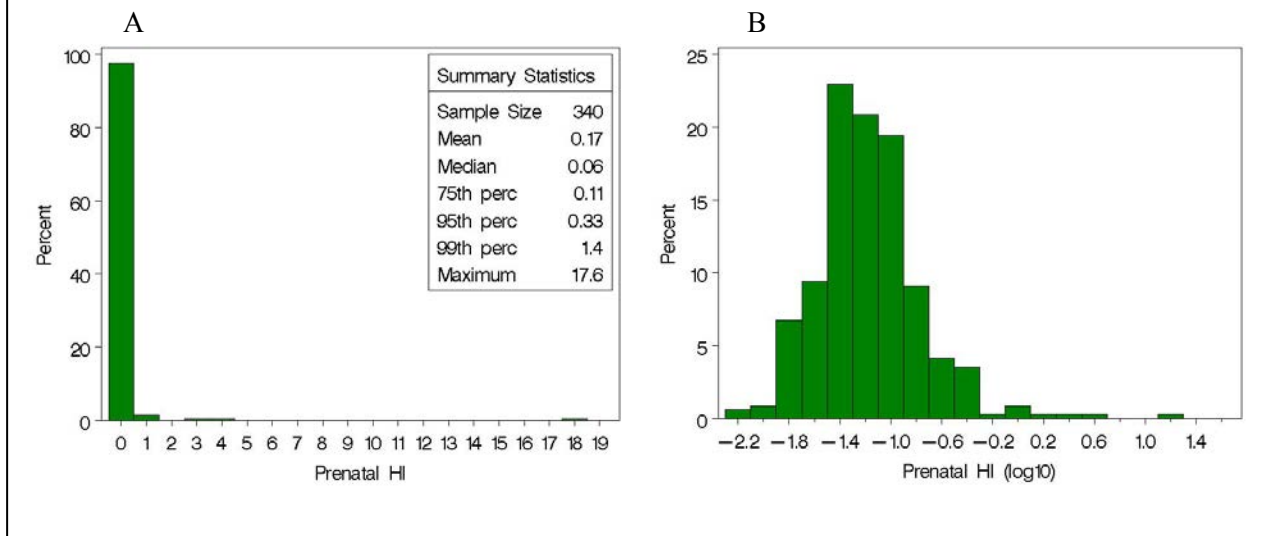 A
100
80
60
40
20
0
Percent
Summary Statistics
Sample Size 340
Mean 0.17
Median 0.06
75th perc 0.11
95th perc 0.33
99th perc 1.4
Maximum 17.6
0 1 2 3 4 5 6 7 8 9 10 11 12 13 14 15 16 17 18 19
Prenatal HI
B
25
20
15
10
5
0
Percent
−2.2 −1.8 −1.4 −1.0 −0.6 −0.2 0.2 0.6 1.0 1.4
Prenatal HI (log10)